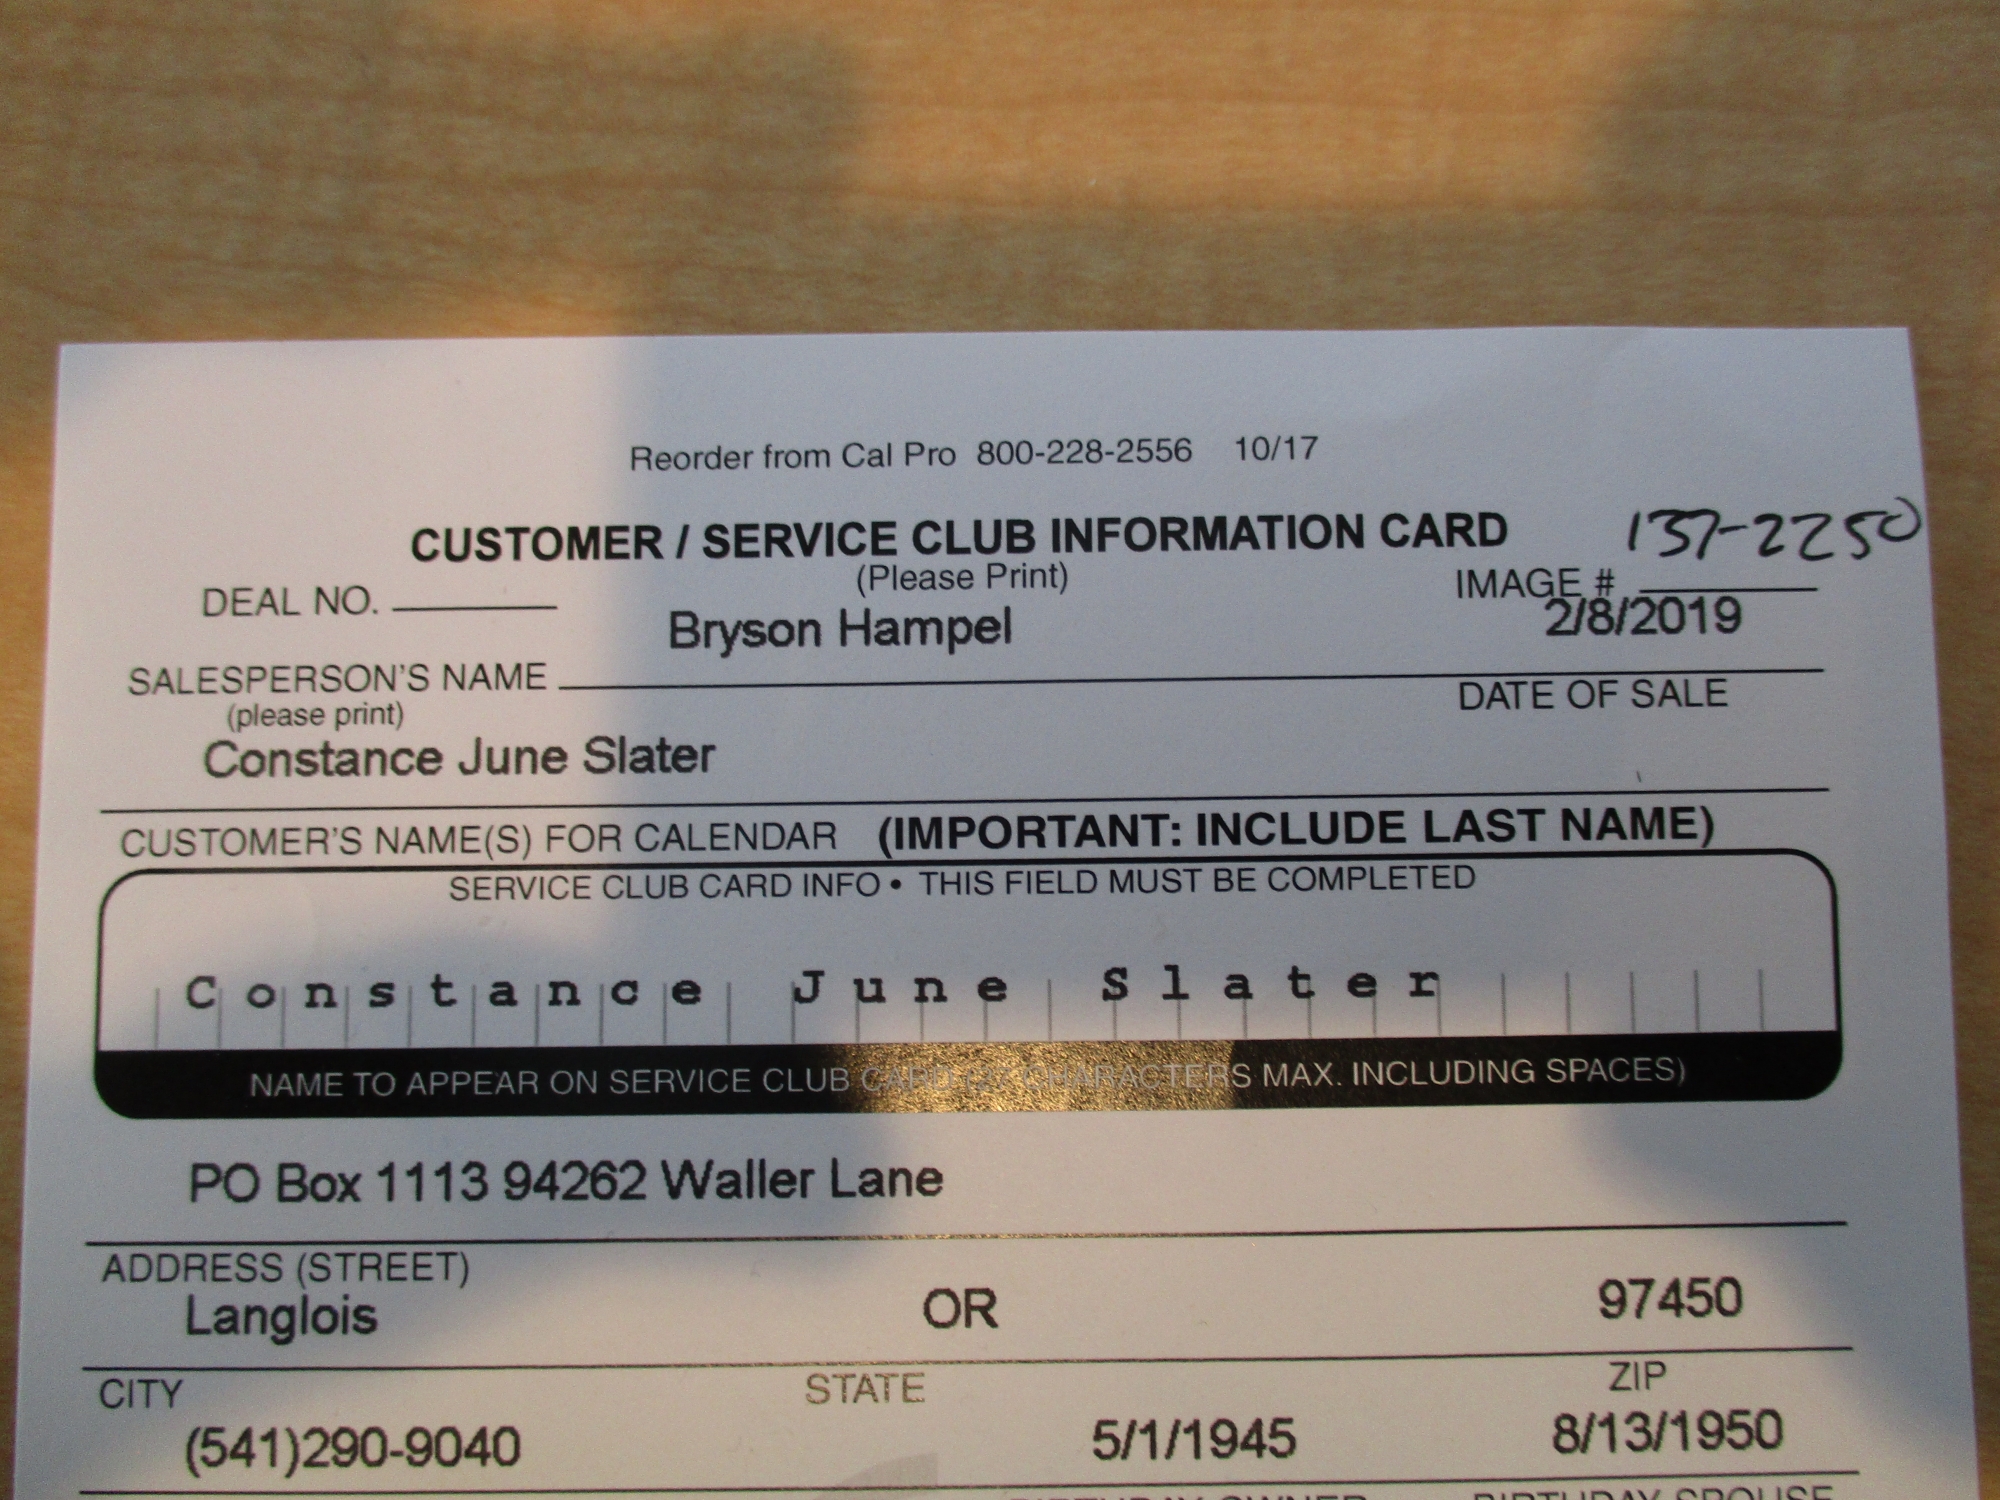 Reorder from Cal Pro 800-228-2556 10/17
CUSTOMER / SERVICE CLUB INFORMATION CARD 137-2250
(Please Print)
DEAL NO. IMAGE #
Bryson Hampel 2/8/2019
SALESPERSON'S NAME DATE OF SALE
(please print)
Constance June Slater
CUSTOMER'S NAME(S) FOR CALENDAR (IMPORTANT: INCLUDE LAST NAME)
SERVICE CLUB CARD INFO • THIS FIELD MUST BE COMPLETED
Constance June Slater
NAME TO APPEAR ON SERVICE CLUB CARD CHARACTERS MAX. INCLUDING SPACES)
PO Box 1113 94262 Waller Lane
ADDRESS (STREET)
Langlois OR 97450
CITY STATE ZIP
(541)290-9040 5/1/1945 8/13/1950
BIRTHDAY OWNER BIRTHDAY SPOUSE